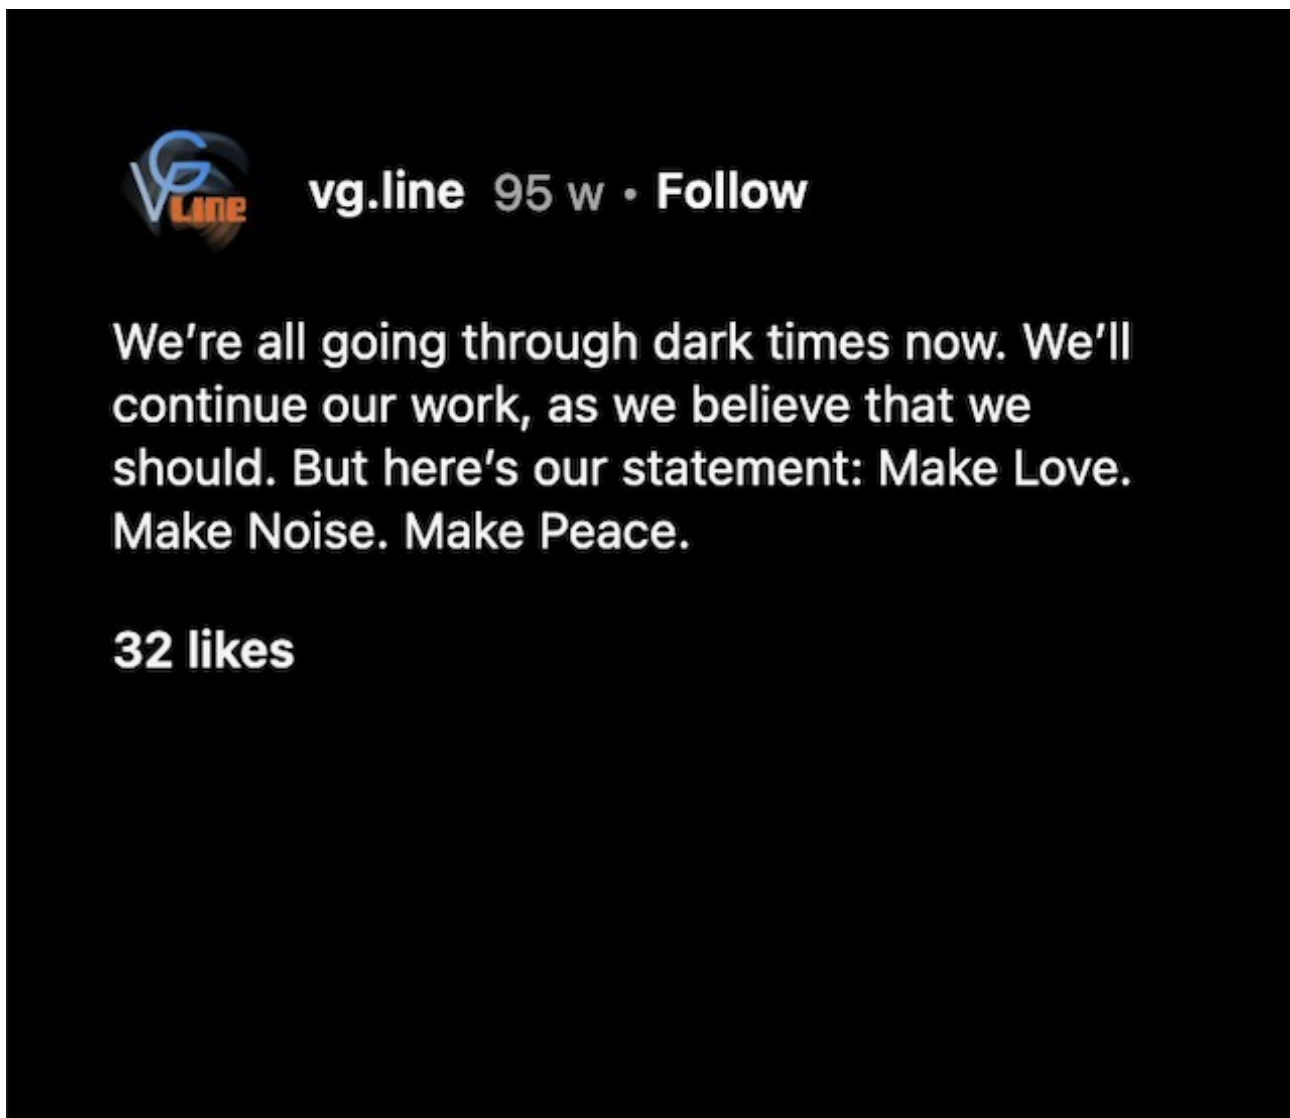 VG LINE
vg.line 95 w • Follow
We're all going through dark times now. We'll
continue our work, as we believe that we
should. But here's our statement: Make Love.
Make Noise. Make Peace.
32 likes